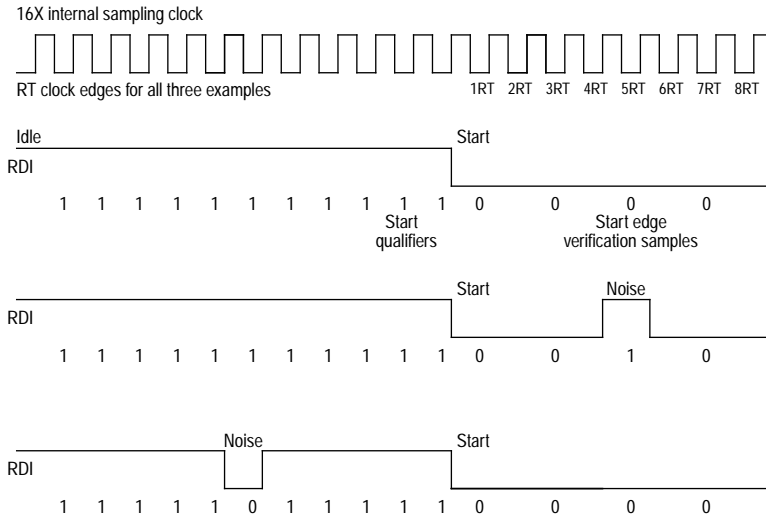 16X internal sampling clock
RT clock edges for all three examples
1RT 2RT 3RT 4RT 5RT 6RT 7RT 8RT
Idle Start
RDI
1 1 1 1 1 1 1 1 1 1 1 0 0 0 0
Start Start edge
qualifiers verification samples
Start Noise
RDI
1 1 1 1 1 1 1 1 1 1 1 0 0 1 0
Noise Start
RDI
1 1 1 1 1 0 1 1 1 1 1 0 0 0 0